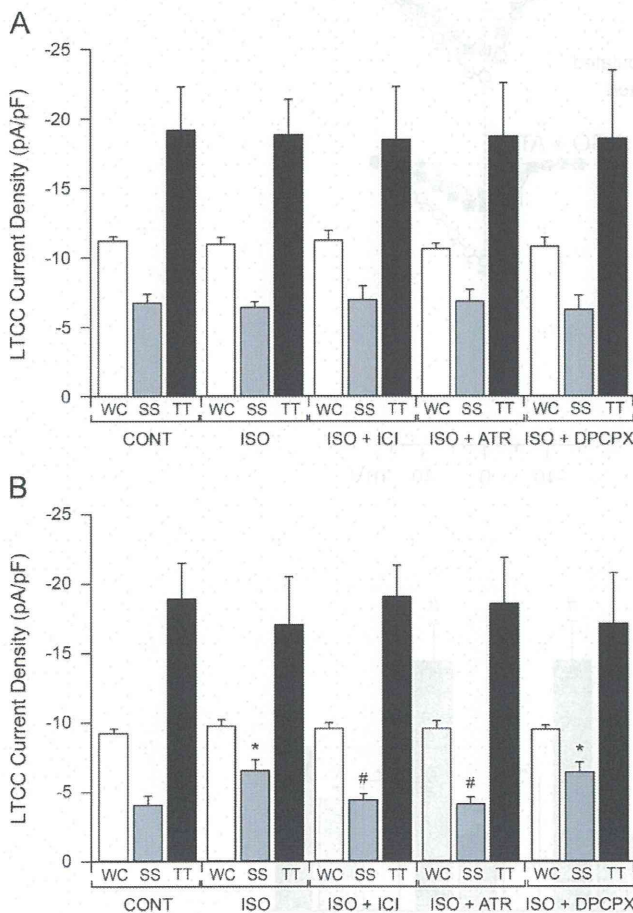 A
LTCC Current Density (pA/pF)
-25
-20
-15
-10
-5
0
WC SS TT WC SS TT WC SS TT WC SS TT WC SS TT
CONT ISO ISO + ICI ISO + ATR ISO + DPCPX
B
LTCC Current Density (pA/pF)
-25
-20
-15
-10
-5
0
* # # *
WC SS TT WC SS TT WC SS TT WC SS TT WC SS TT
CONT ISO ISO + ICI ISO + ATR ISO + DPCPX